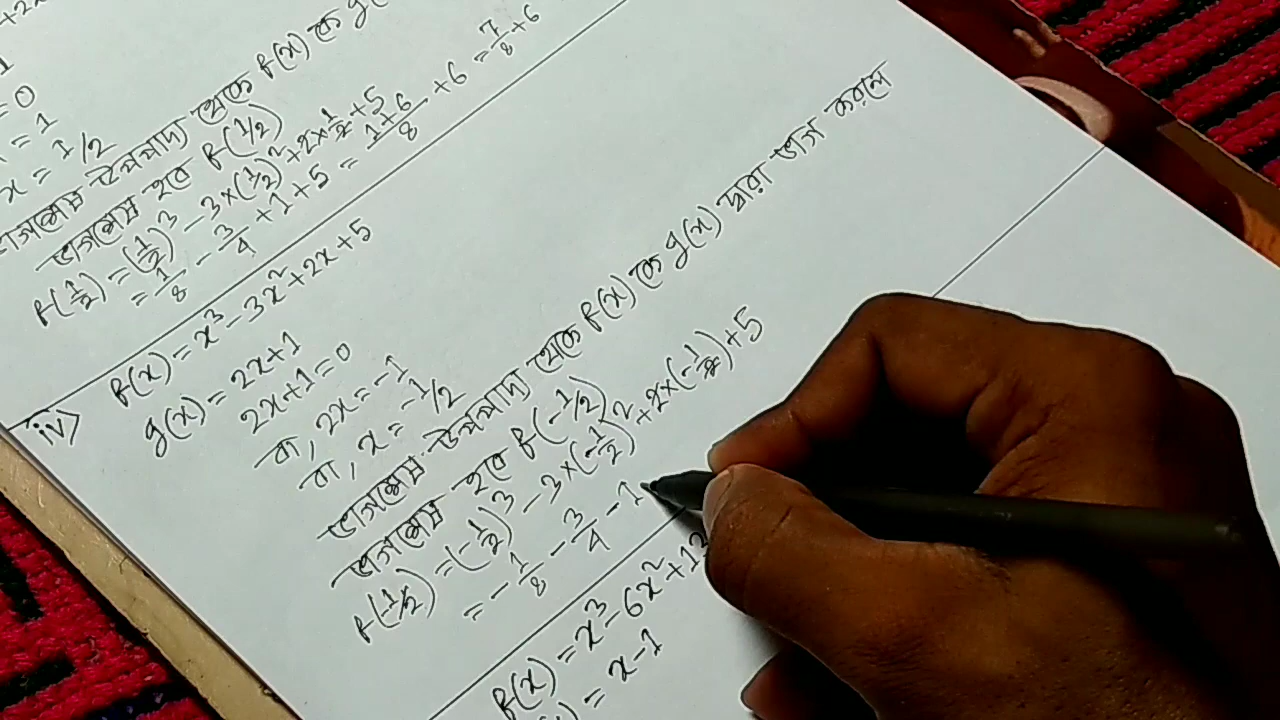 +2x
1
= 0
= 1
x = 1/2
ভাগশেষ উপপাদ্য থেকে f(x) কে g(
ভাগশেষ হবে f(1/2)
f(1/2) = (1/2)³ - 3×(1/2)² + 2×1/2 + 5
= 1/8 - 3/4 + 1 + 5 = (1+6)/8 + 6 = 7/8 + 6
iv) f(x) = x³ - 3x² + 2x + 5
g(x) = 2x+1
2x+1 = 0
বা, 2x = -1
বা, x = -1/2
ভাগশেষ উপপাদ্য থেকে f(x) কে g(x) দ্বারা ভাগ করলে
ভাগশেষ হবে f(-1/2)
f(-1/2) = (-1/2)³ - 3×(-1/2)² + 2×(-1/2) + 5
= -1/8 - 3/4 - 1
f(x) = x³ - 6x² + 1
= x-1